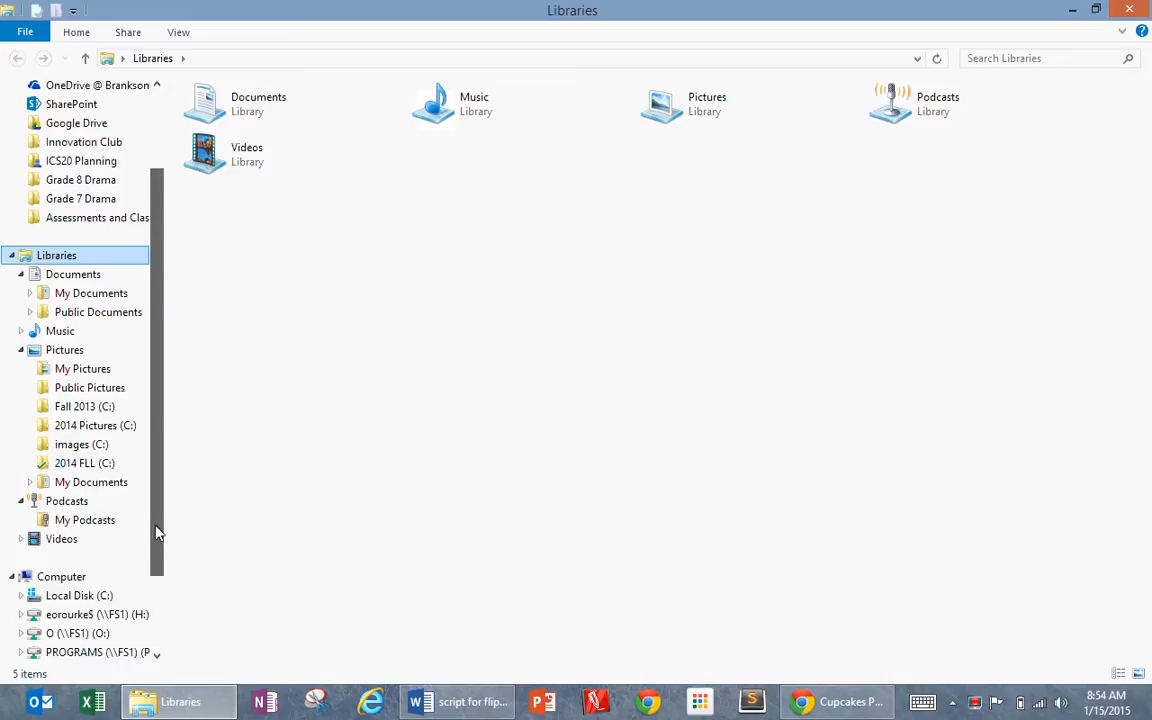 Libraries
File Home Share View
Libraries
Search Libraries
OneDrive @ Brankson
SharePoint
Google Drive
Innovation Club
ICS20 Planning
Grade 8 Drama
Grade 7 Drama
Assessments and Clas
Libraries
Documents
My Documents
Public Documents
Music
Pictures
My Pictures
Public Pictures
Fall 2013 (C:)
2014 Pictures (C:)
images (C:)
2014 FLL (C:)
My Documents
Podcasts
My Podcasts
Videos
Computer
Local Disk (C:)
eorourke$ (\\FS1) (H:)
O (\\FS1) (O:)
PROGRAMS (\\FS1) (P
Documents
Library
Music
Library
Pictures
Library
Podcasts
Library
Videos
Library
5 items
Libraries
script for flip...
Cupcakes P...
8:54 AM
1/15/2015